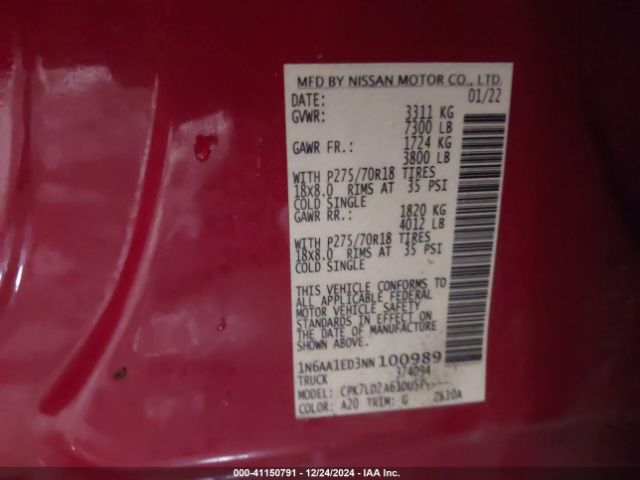 MFD BY NISSAN MOTOR CO., LTD
DATE: 01/22
GVWR: 3311 KG
7300 LB
GAWR FR.: 1724 KG
3800 LB
WITH P275/70R18 TIRES
18X8.0 RIMS AT 35 PSI
COLD SINGLE
GAWR RR.: 1820 KG
4012 LB
WITH P275/70R18 TIRES
18X8.0 RIMS AT 35 PSI
COLD SINGLE
THIS VEHICLE CONFORMS TO
ALL APPLICABLE FEDERAL
MOTOR VEHICLE SAFETY
STANDARDS IN EFFECT ON
THE DATE OF MANUFACTURE
SHOWN ABOVE.
1N6AA1ED3NN100989
TRUCK 374094
MODEL:
COLOR: A20 TRIM: G
000-41150791 - 12/24/2024 - IAA Inc.